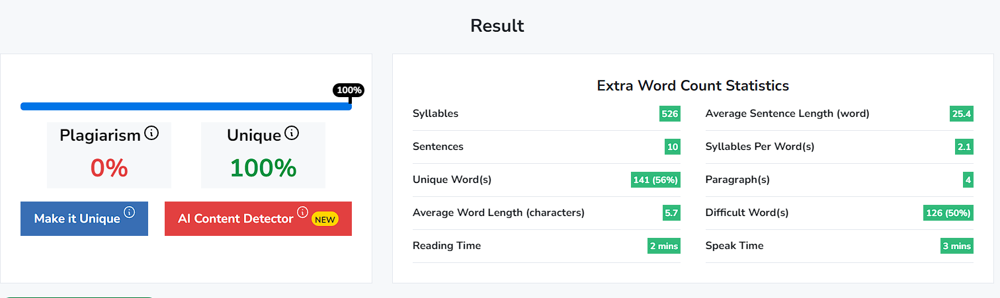 Result
100%
Plagiarism
0%
Unique
100%
Make it Unique
AI Content Detector NEW
Extra Word Count Statistics
Syllables 526
Average Sentence Length (word) 25.4
Sentences 10
Syllables Per Word(s) 2.1
Unique Word(s) 141 (56%)
Paragraph(s) 4
Average Word Length (characters) 5.7
Difficult Word(s) 126 (50%)
Reading Time 2 mins
Speak Time 3 mins